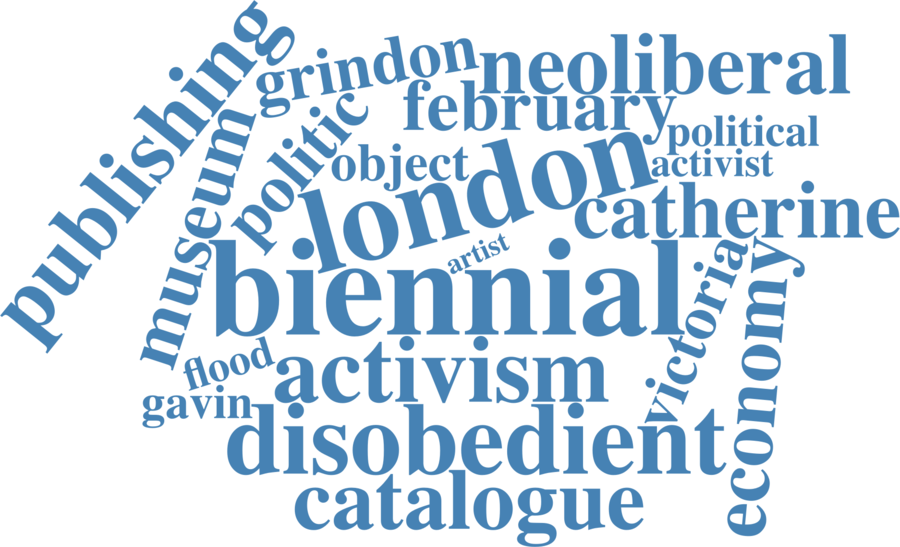 publishing
grindon
neoliberal
museum
politic
february
political
object
activist
london
catherine
artist
biennial
victoria
economy
flood
activism
gavin
disobedient
catalogue